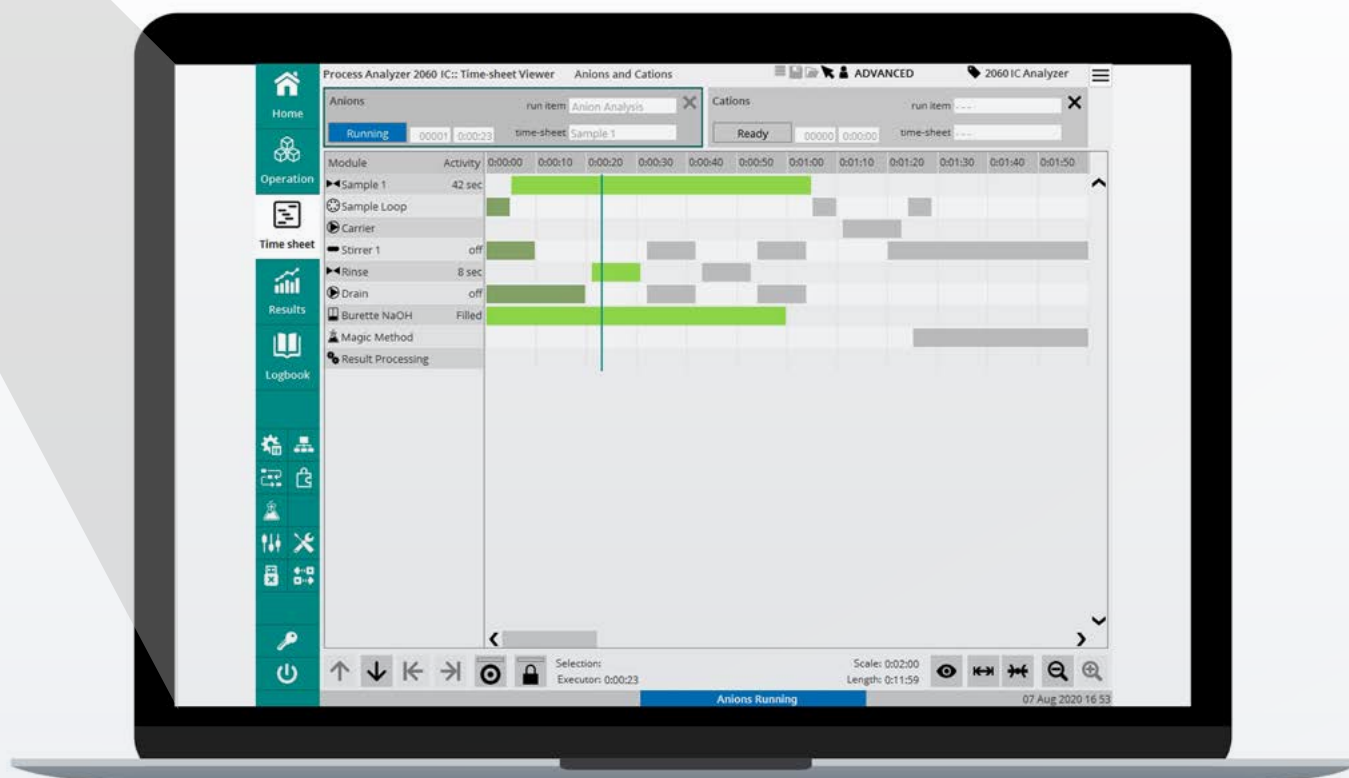 Process Analyzer 2060 IC:: Time-sheet Viewer Anions and Cations ADVANCED 2060 IC Analyzer
Home
Operation
Time sheet
Results
Logbook
Anions run item Anion Analysis
Running 00001 0:00:23 time-sheet Sample 1
Cations run item ---
Ready 00000 0:00:00 time-sheet ---
Module Activity 0:00:00 0:00:10 0:00:20 0:00:30 0:00:40 0:00:50 0:01:00 0:01:10 0:01:20 0:01:30 0:01:40 0:01:50
Sample 1 42 sec
Sample Loop
Carrier
Stirrer 1 off
Rinse 8 sec
Drain off
Burette NaOH Filled
Magic Method
Result Processing
Selection:
Executor: 0:00:23
Scale: 0:02:00
Length: 0:11:59
Anions Running
07 Aug 2020 16 53